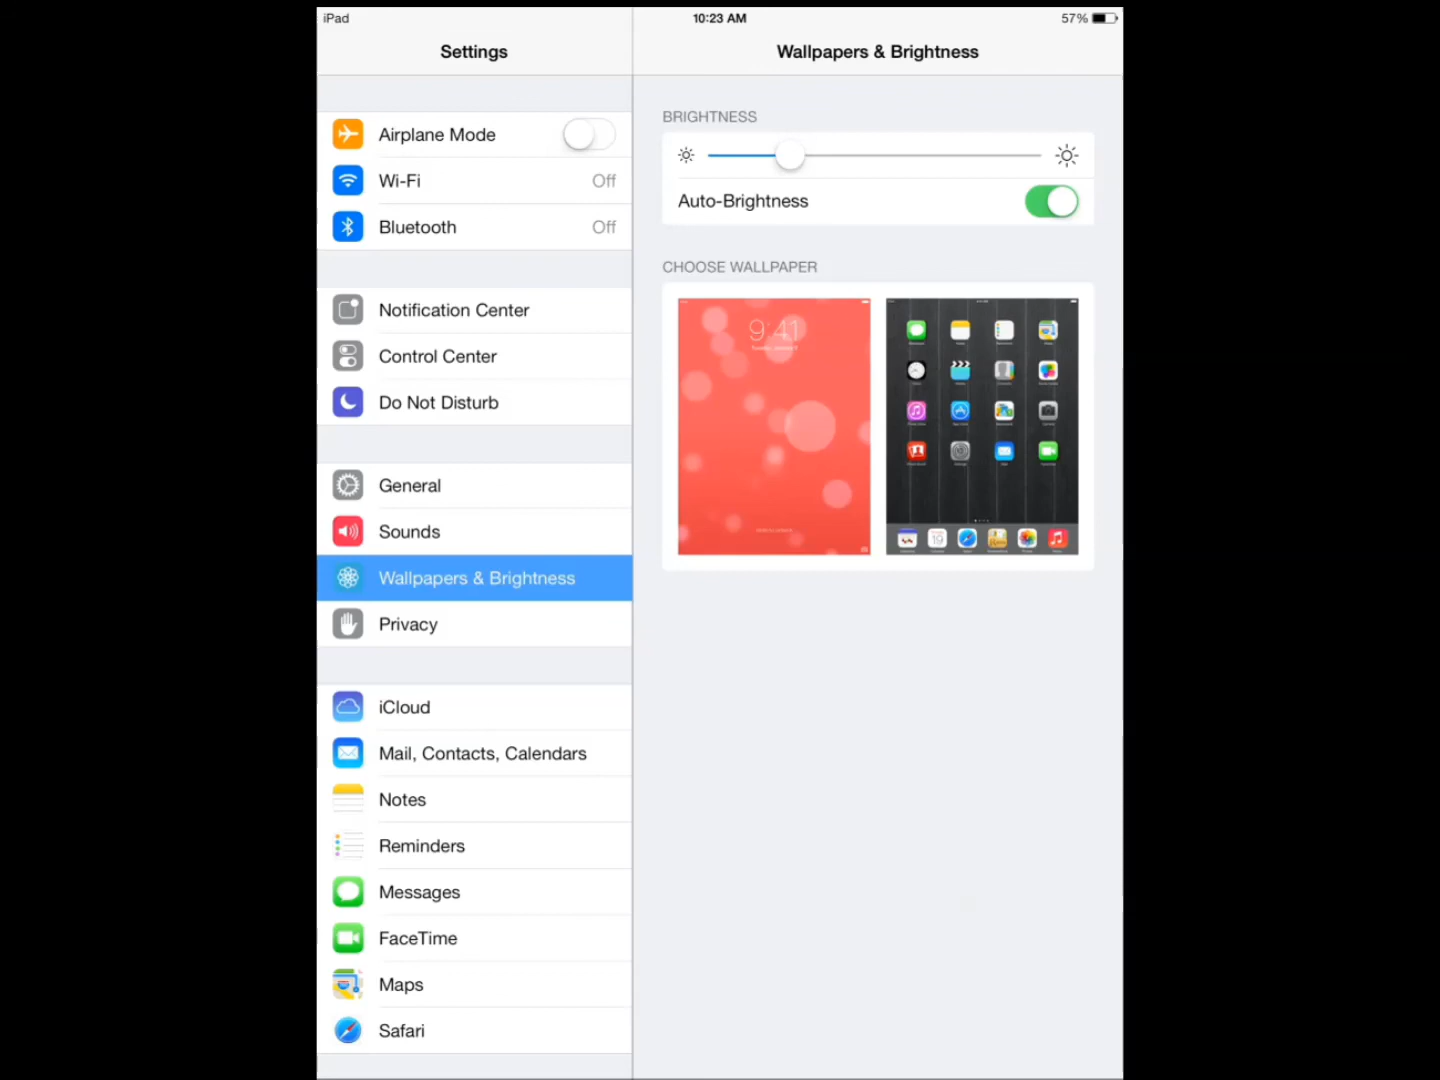 iPad
10:23 AM
57%
Settings
Wallpapers & Brightness
Airplane Mode
Wi-Fi
Off
Bluetooth
Off
Notification Center
Control Center
Do Not Disturb
General
Sounds
Wallpapers & Brightness
Privacy
iCloud
Mail, Contacts, Calendars
Notes
Reminders
Messages
FaceTime
Maps
Safari
BRIGHTNESS
Auto-Brightness
CHOOSE WALLPAPER
9:41
19